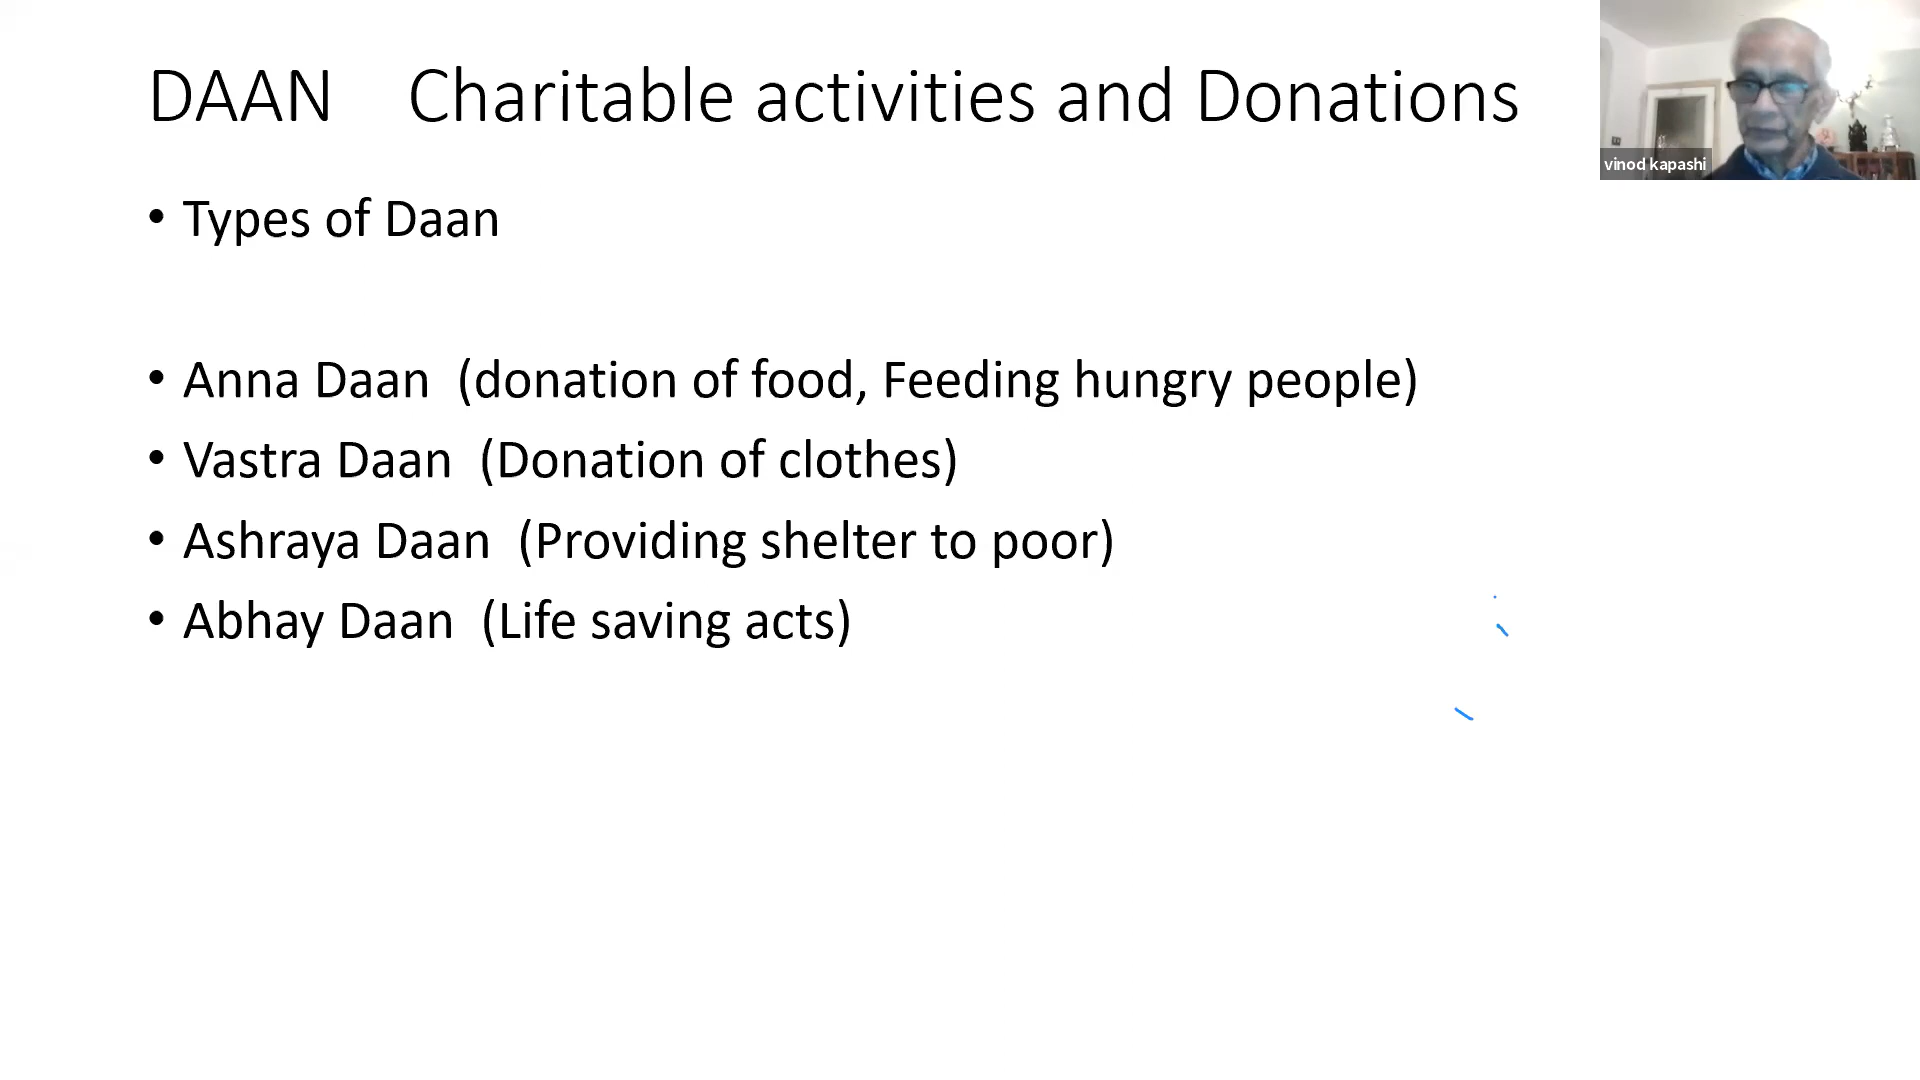 DAAN    Charitable activities and Donations
vinod kapashi
• Types of Daan
• Anna Daan  (donation of food, Feeding hungry people)
• Vastra Daan  (Donation of clothes)
• Ashraya Daan  (Providing shelter to poor)
• Abhay Daan  (Life saving acts)